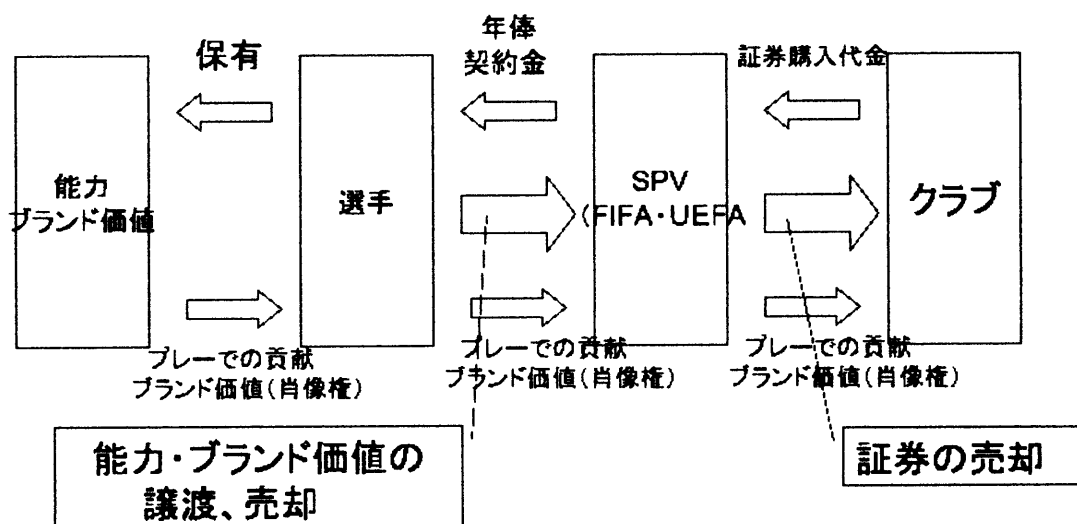 保有
年俸
契約金
証券購入代金
能力
ブランド価値
選手
SPV
(FIFA・UEFA
クラブ
プレーでの貢献
ブランド価値(肖像権)
プレーでの貢献
ブランド価値(肖像権)
プレーでの貢献
ブランド価値(肖像権)
能力・ブランド価値の
譲渡、売却
証券の売却